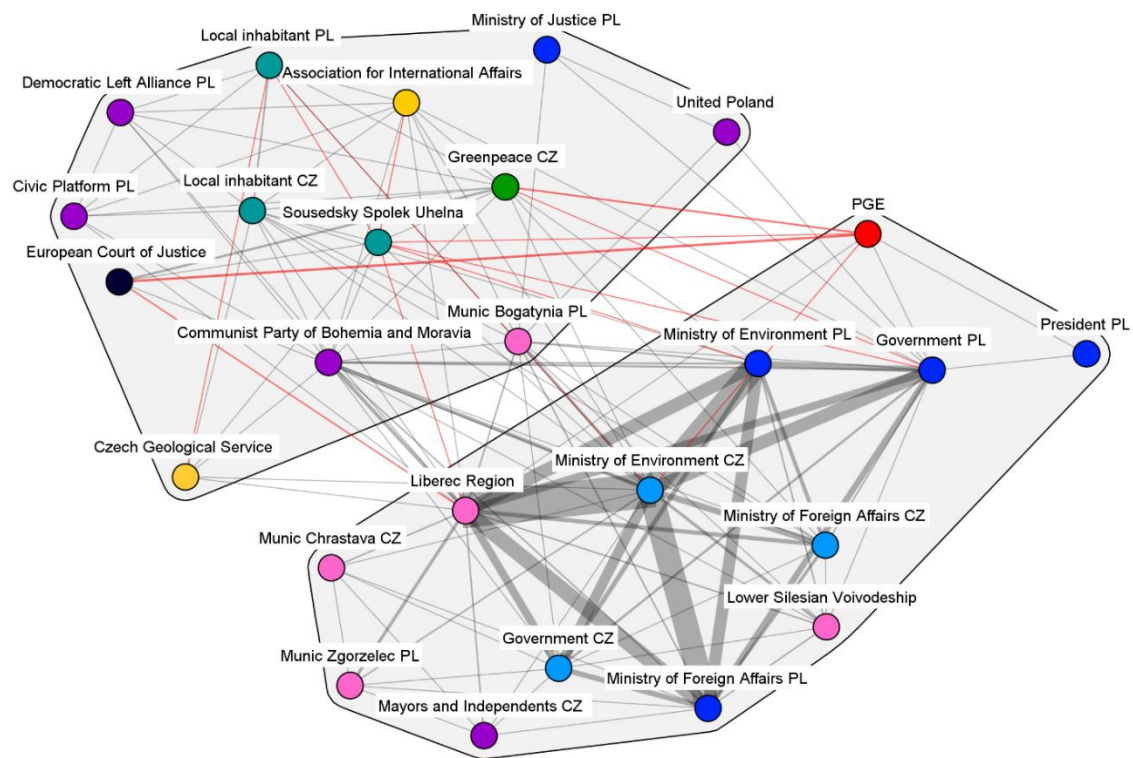 Ministry of Justice PL
Local inhabitant PL
Association for International Affairs
Democratic Left Alliance PL
United Poland
Greenpeace CZ
Local inhabitant CZ
Civic Platform PL
Sousedsky Spolek Uhelna
PGE
European Court of Justice
Munic Bogatynia PL
President PL
Ministry of Environment PL
Government PL
Communist Party of Bohemia and Moravia
Czech Geological Service
Ministry of Environment CZ
Liberec Region
Ministry of Foreign Affairs CZ
Munic Chrastava CZ
Lower Silesian Voivodeship
Government CZ
Munic Zgorzelec PL
Ministry of Foreign Affairs PL
Mayors and Independents CZ